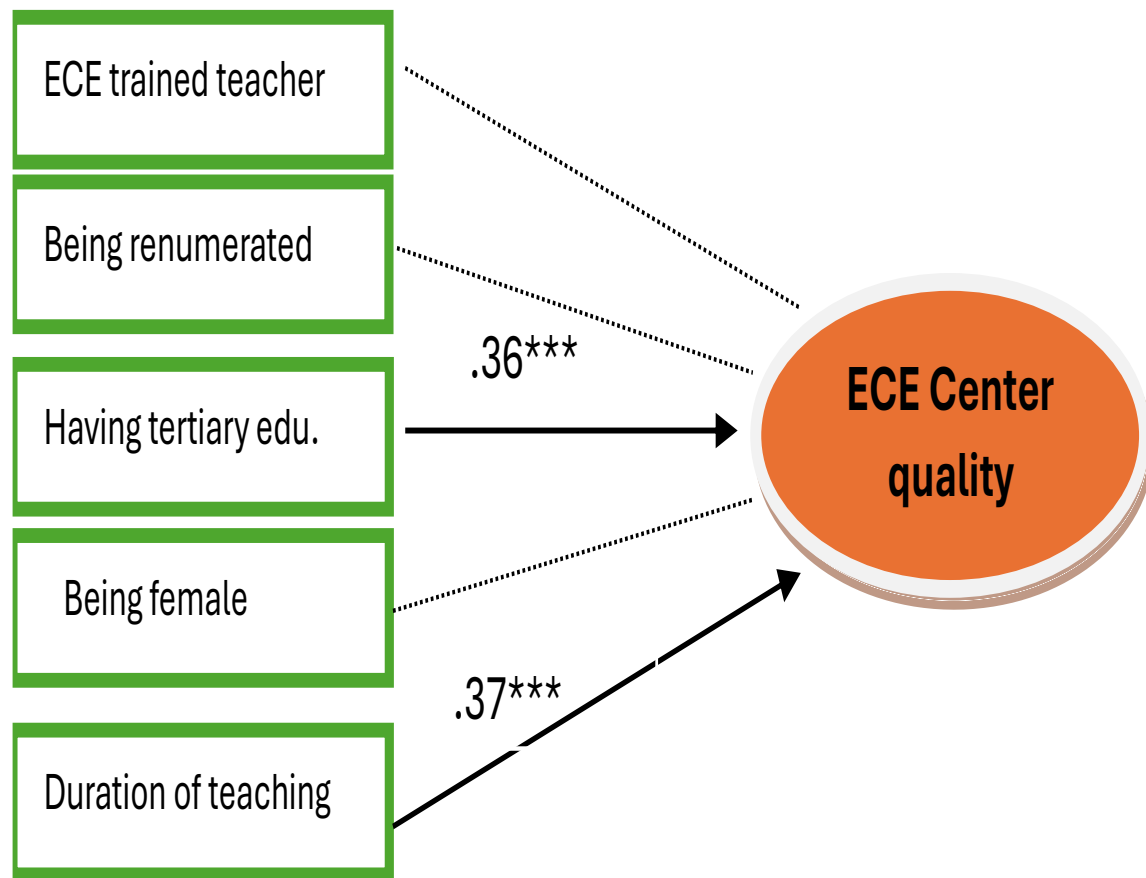 ECE trained teacher
Being renumerated
.36***
Having tertiary edu.
ECE Center
quality
Being female
.37***
Duration of teaching